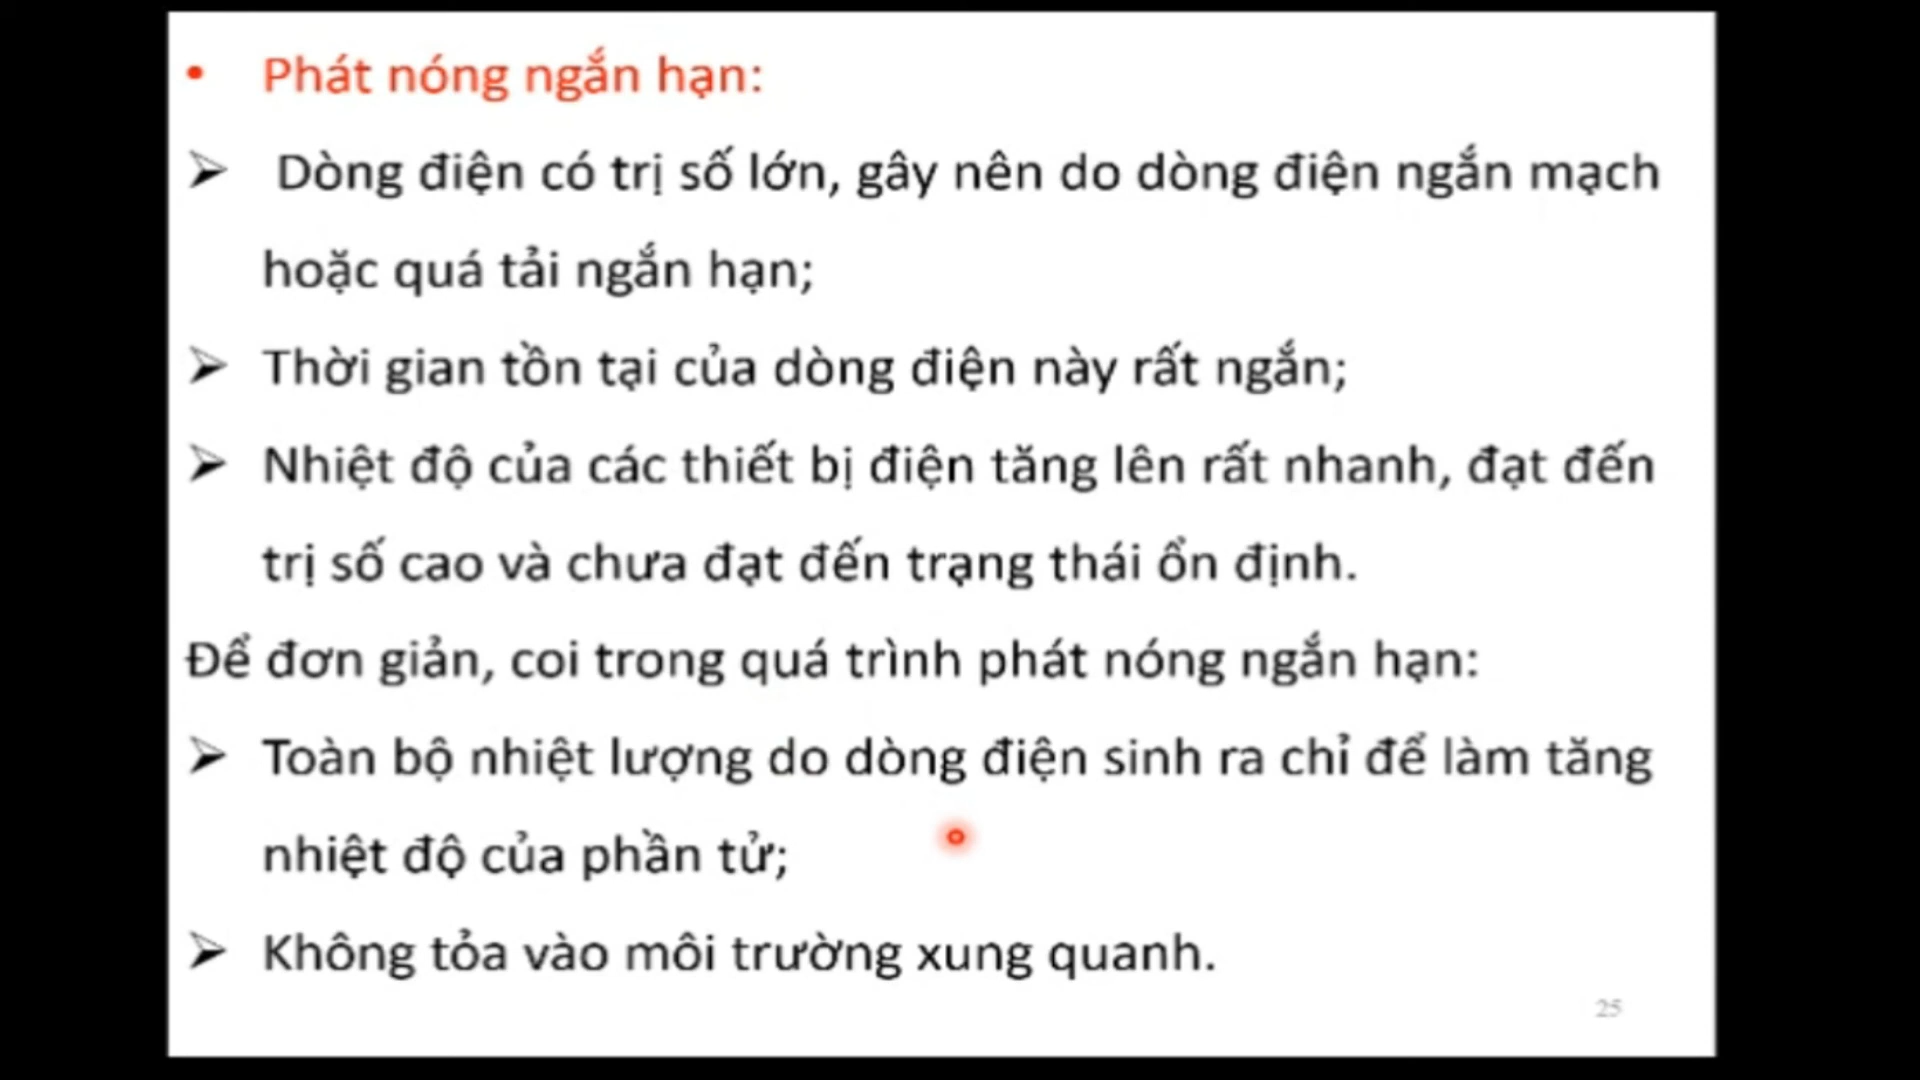 • Phát nóng ngắn hạn:
➢ Dòng điện có trị số lớn, gây nên do dòng điện ngắn mạch
hoặc quá tải ngắn hạn;
➢ Thời gian tồn tại của dòng điện này rất ngắn;
➢ Nhiệt độ của các thiết bị điện tăng lên rất nhanh, đạt đến
trị số cao và chưa đạt đến trạng thái ổn định.
Để đơn giản, coi trong quá trình phát nóng ngắn hạn:
➢ Toàn bộ nhiệt lượng do dòng điện sinh ra chỉ để làm tăng
nhiệt độ của phần tử;
➢ Không tỏa vào môi trường xung quanh.
25